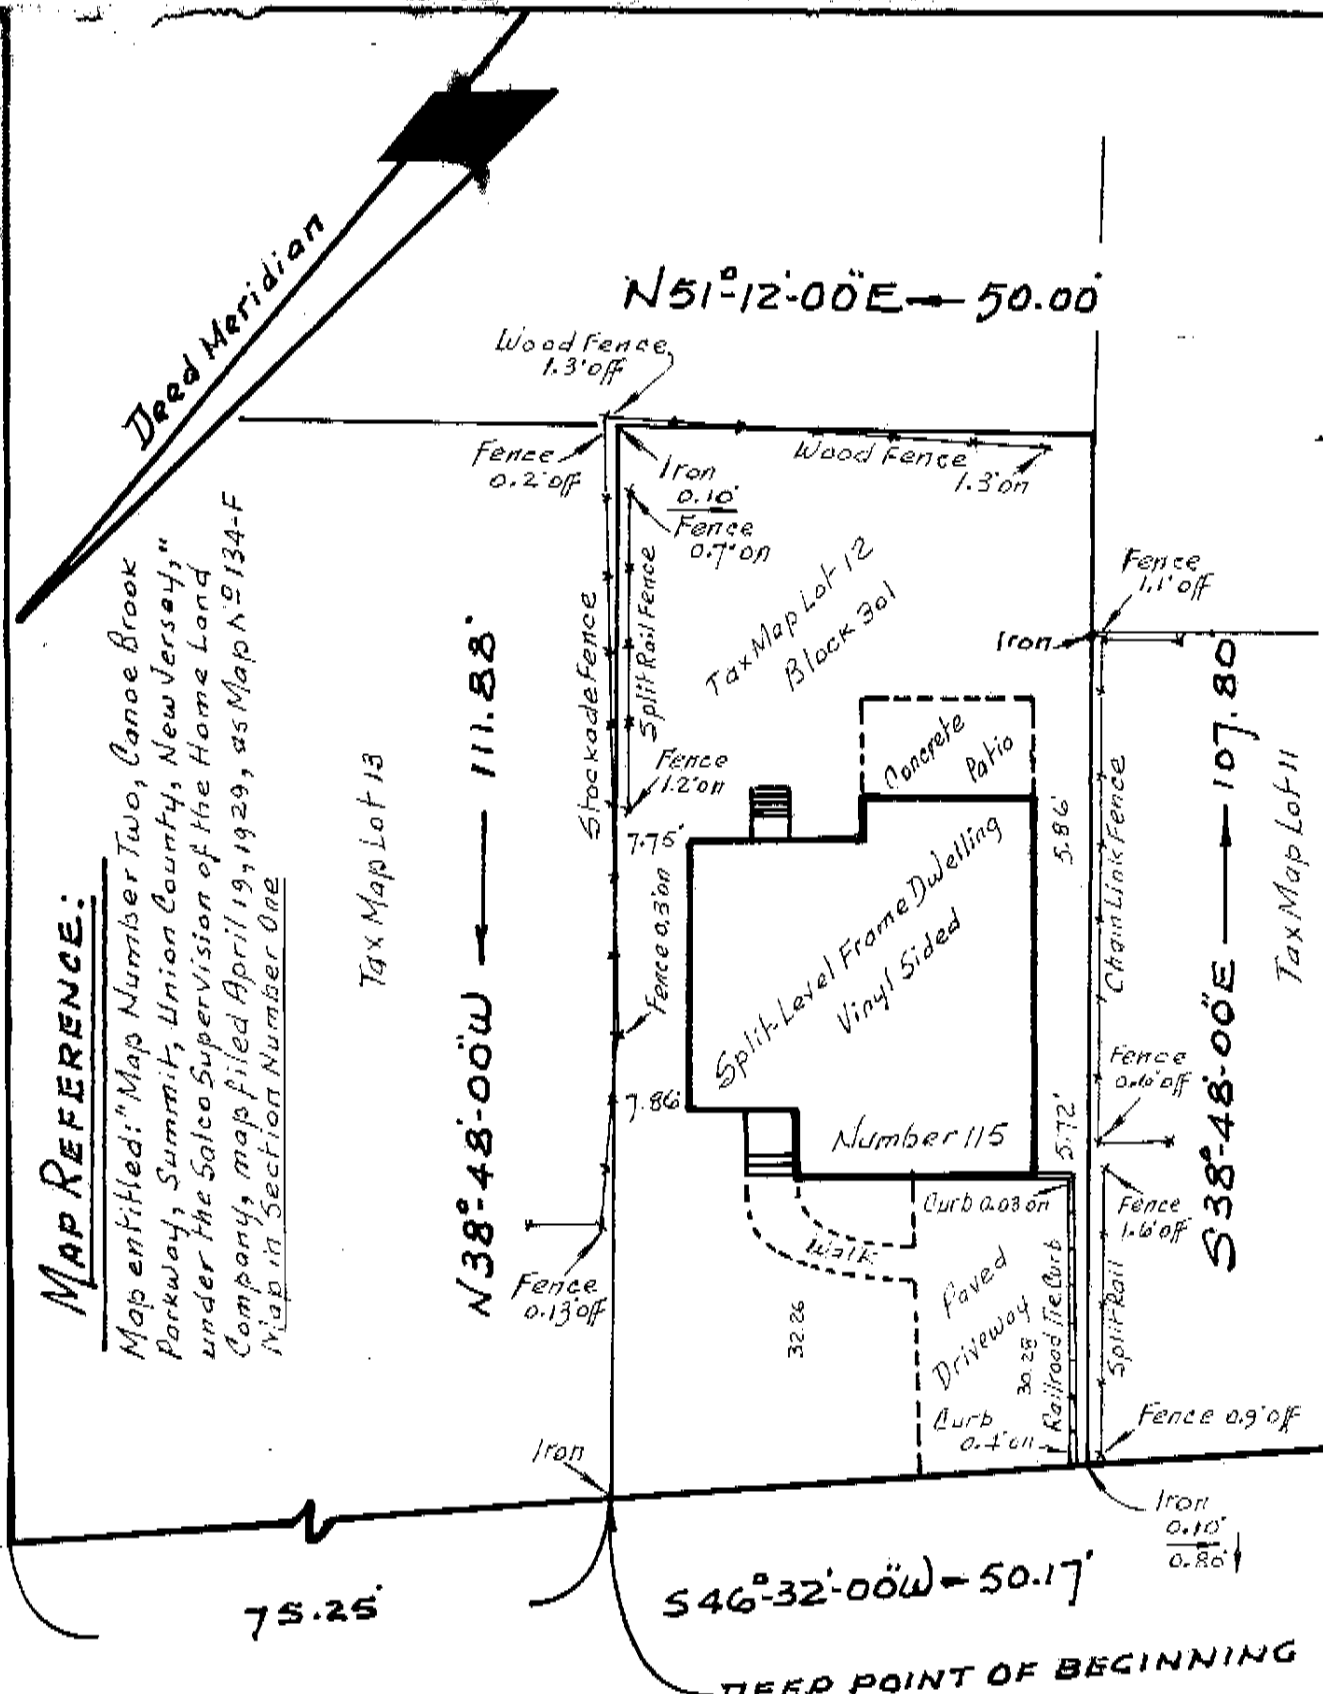 Deed Meridian
N51°-12'-00"E 50.00'
Wood Fence
1.3' off
Fence
0.2' off
Iron
0.10'
Fence
0.7' on
Wood Fence
1.3' on
Tax Map Lot 12
Block 301
Fence
1.1' off
Iron
MAP REFERENCE:
Map entitled: "Map Number Two, Canoe Brook
Parkway, Summit, Union County, New Jersey,"
under the Salco Supervision of the Home Land
Company, map filed April 19, 1929, as Map No 134-F
Map in Section Number One
Tax Map Lot 13
N38°-48'-00"W 111.88'
Stockade Fence
Split Rail Fence
Fence
1.2' on
7.75'
Fence 0.3' on
7.86'
Concrete
Patio
Split-Level Frame Dwelling
Vinyl Sided
Number 115
5.86'
5.72'
Chain Link Fence
S38°-48'-00"E 107.80
Tax Map Lot 11
Fence
off
Curb 0.03 on
Fence
1.6' off
Walk
Fence
0.13' off
32.26
Paved
Driveway
30.28
Railroad Tie Curb
Split Rail
Curb
on
Fence 0.9' off
Iron
Iron
0.10'
0.80'
75.25'
S46°-32'-00"W 50.17'
DEED POINT OF BEGINNING